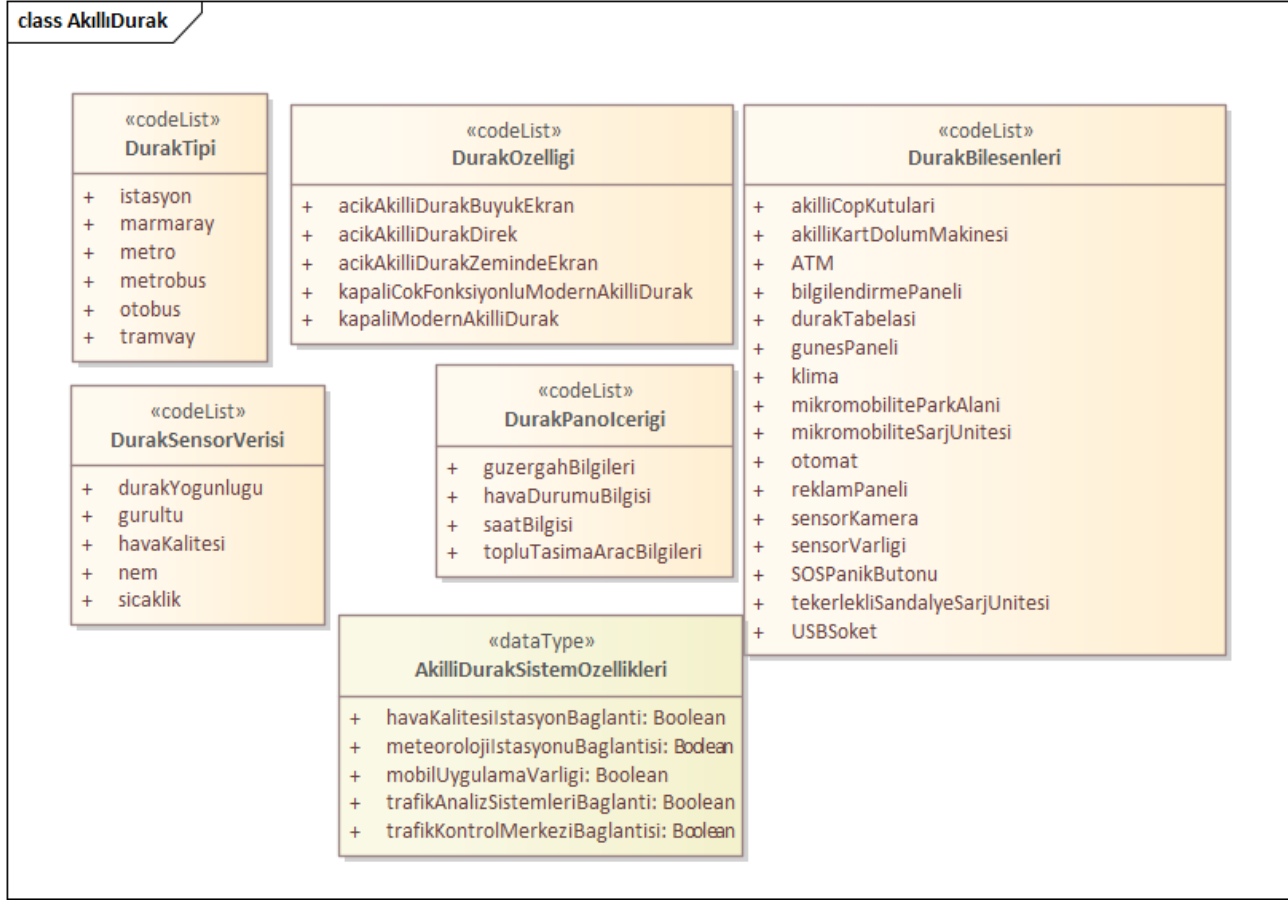 class AkıllıDurak
«codeList»
DurakTipi
+ istasyon
+ marmaray
+ metro
+ metrobus
+ otobus
+ tramvay
«codeList»
DurakOzelligi
+ acikAkilliDurakBuyukEkran
+ acikAkilliDurakDirek
+ acikAkilliDurakZemindeEkran
+ kapaliCokFonksiyonluModernAkilliDurak
+ kapaliModernAkilliDurak
«codeList»
DurakBilesenleri
+ akilliCopKutulari
+ akilliKartDolumMakinesi
+ ATM
+ bilgilendirmePaneli
+ durakTabelasi
+ gunesPaneli
+ klima
+ mikromobiliteParkAlani
+ mikromobiliteSarjUnitesi
+ otomat
+ reklamPaneli
+ sensorKamera
+ sensorVarligi
+ SOSPanikButonu
+ tekerlekliSandalyeSarjUnitesi
+ USBSoket
«codeList»
DurakSensorVerisi
+ durakYogunlugu
+ gurultu
+ havaKalitesi
+ nem
+ sicaklik
«codeList»
DurakPanoIcerigi
+ guzergahBilgileri
+ havaDurumuBilgisi
+ saatBilgisi
+ topluTasimaAracBilgileri
«dataType»
AkilliDurakSistemOzellikleri
+ havaKalitesiIstasyonBaglanti: Boolean
+ meteorolojiIstasyonuBaglantisi: Boolean
+ mobilUygulamaVarligi: Boolean
+ trafikAnalizSistemleriBaglanti: Boolean
+ trafikKontrolMerkeziBaglantisi: Boolean